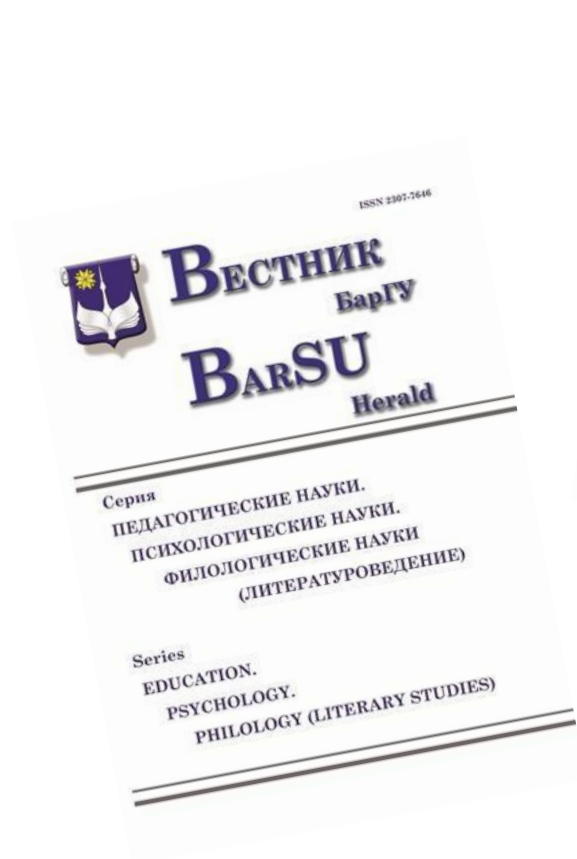 ISSN 2307-7646
ВЕСТНИК
БарГУ
BARSU
Herald
Серия
ПЕДАГОГИЧЕСКИЕ НАУКИ.
ПСИХОЛОГИЧЕСКИЕ НАУКИ.
ФИЛОЛОГИЧЕСКИЕ НАУКИ
(ЛИТЕРАТУРОВЕДЕНИЕ)
Series
EDUCATION.
PSYCHOLOGY.
PHILOLOGY (LITERARY STUDIES)